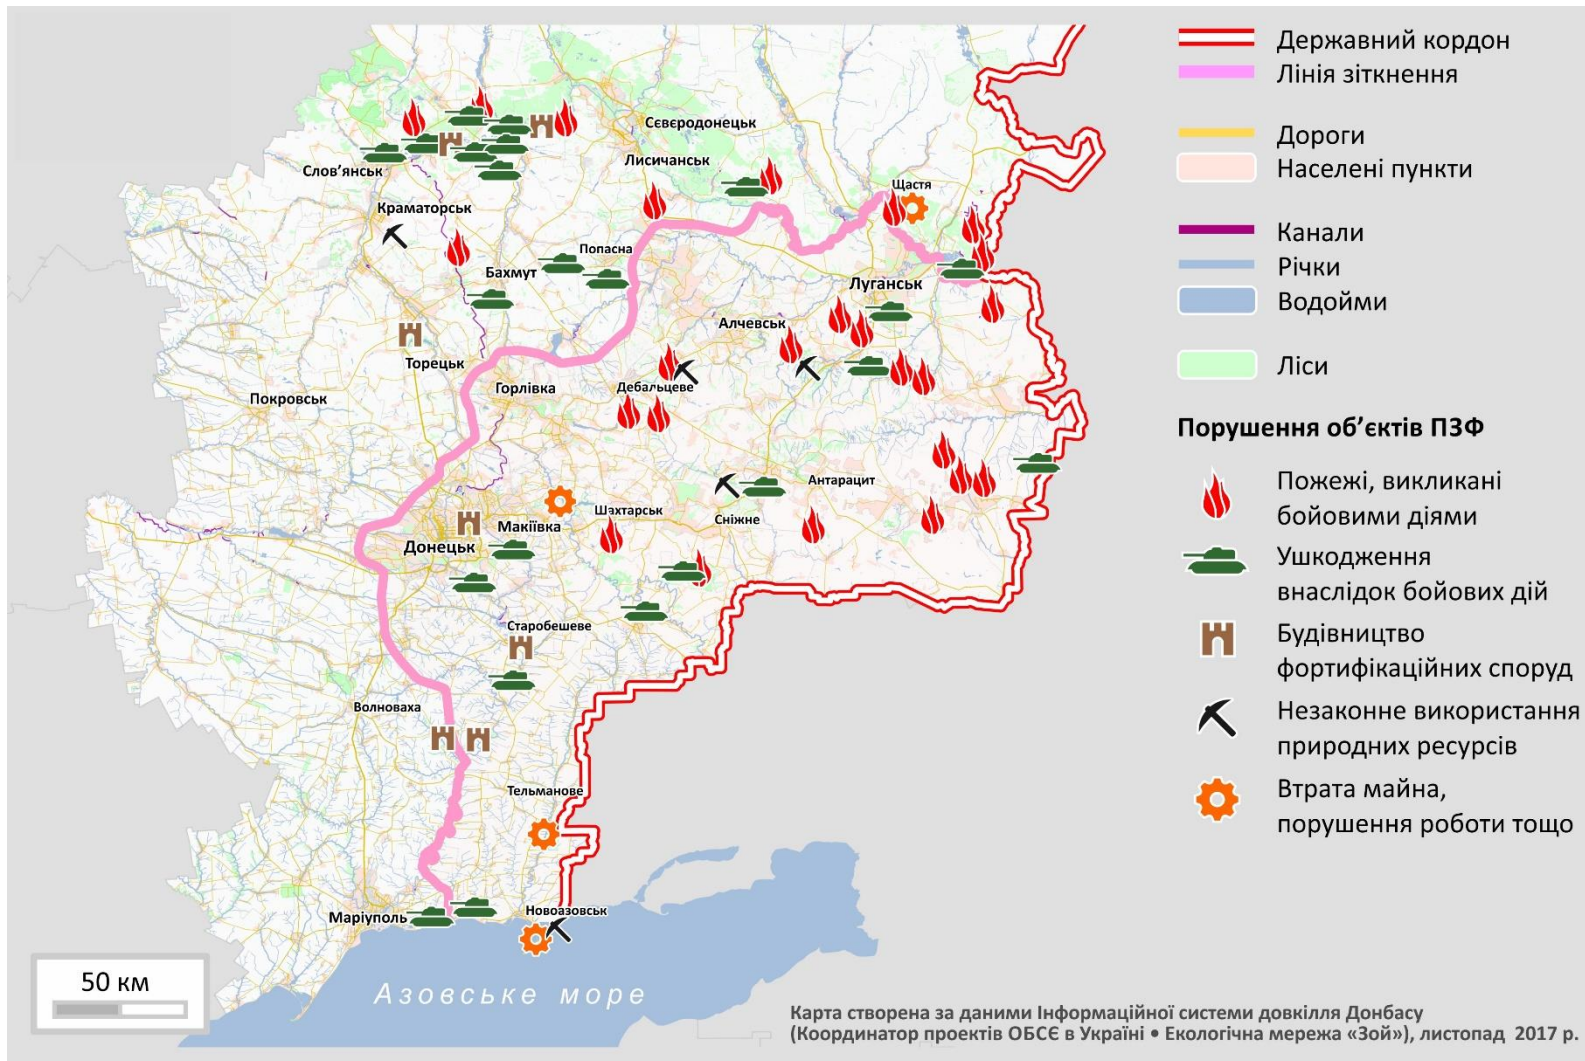 Державний кордон
Лінія зіткнення
Дороги
Населені пункти
Канали
Річки
Водойми
Ліси
Порушення об’єктів ПЗФ
Пожежі, викликані
бойовими діями
Ушкодження
внаслідок бойових дій
Будівництво
фортифікаційних споруд
Незаконне використання
природних ресурсів
Втрата майна,
порушення роботи тощо
Сєвєродонецьк
Лисичанськ
Слов’янськ
Щастя
Краматорськ
Попасна
Бахмут
Луганськ
Алчевськ
Торецьк
Горлівка
Дебальцеве
Покровськ
Антарацит
Шахтарськ
Сніжне
Макіївка
Донецьк
Старобешеве
Волноваха
Тельманове
Новоазовськ
Маріуполь
50 км
Азовське море
Карта створена за даними Інформаційної системи довкілля Донбасу
(Координатор проектів ОБСЄ в Україні • Екологічна мережа «Зой»), листопад 2017 р.